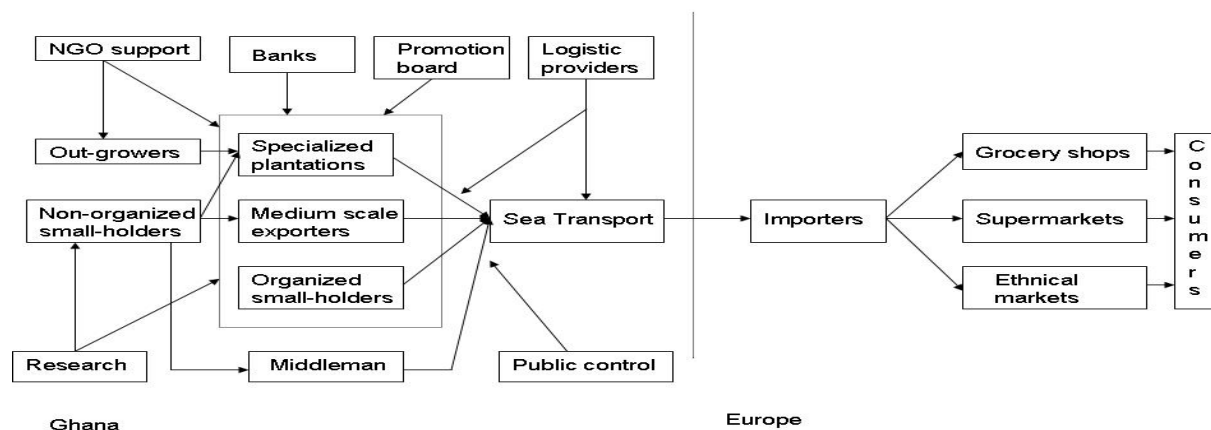 NGO support
Banks
Promotion
board
Logistic
providers
Out-growers
Specialized
plantations
Grocery shops
Non-organized
small-holders
Medium scale
exporters
Sea Transport
Importers
Supermarkets
Organized
small-holders
Ethnical
markets
Consumers
Research
Middleman
Public control
Ghana
Europe